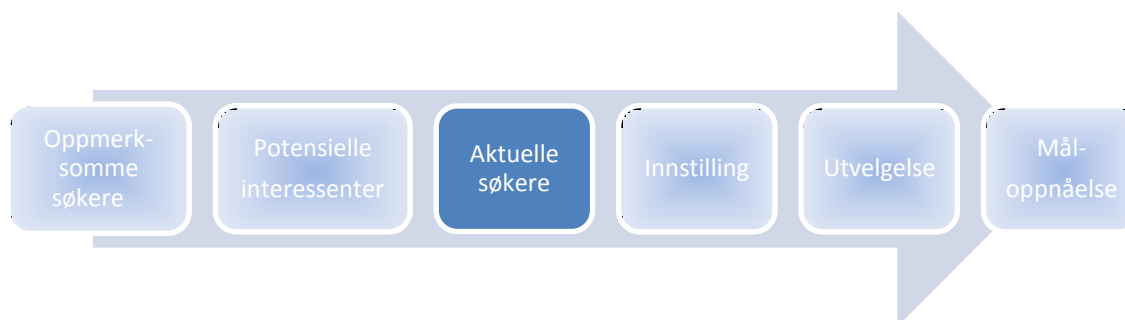 Oppmerk-
somme
søkere
Potensielle
interessenter
Aktuelle
søkere
Innstilling
Utvelgelse
Mål-
oppnåelse